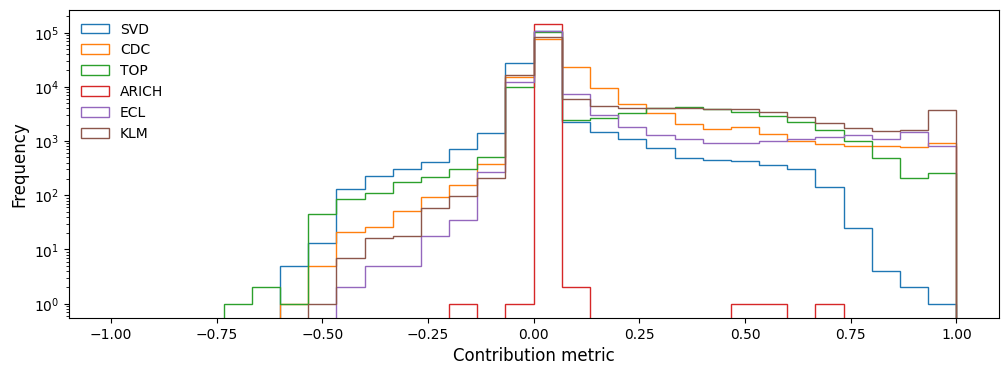 SVD
CDC
TOP
ARICH
ECL
KLM
Frequency
10⁵
10⁴
10³
10²
10¹
10⁰
−1.00 −0.75 −0.50 −0.25 0.00 0.25 0.50 0.75 1.00
Contribution metric